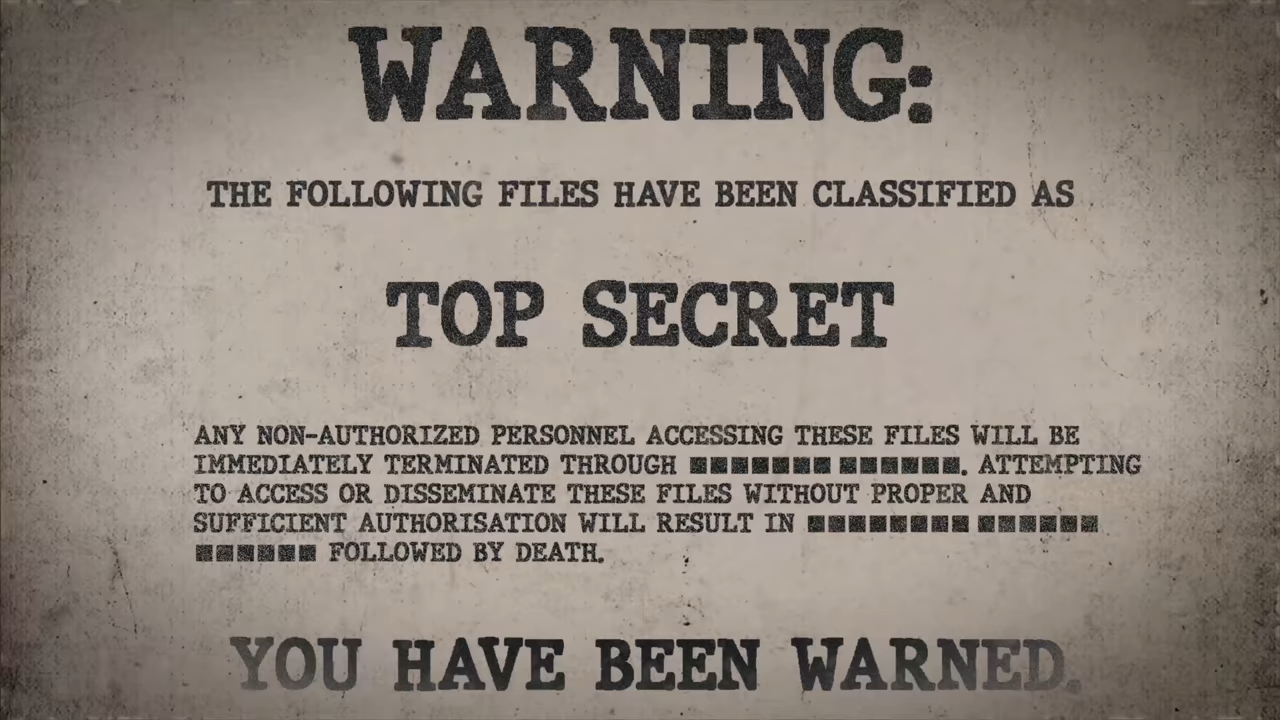 WARNING:
THE FOLLOWING FILES HAVE BEEN CLASSIFIED AS
TOP SECRET
ANY NON-AUTHORIZED PERSONNEL ACCESSING THESE FILES WILL BE
IMMEDIATELY TERMINATED THROUGH ■■■■■■■ ■■■■■■. ATTEMPTING
TO ACCESS OR DISSEMINATE THESE FILES WITHOUT PROPER AND
SUFFICIENT AUTHORISATION WILL RESULT IN ■■■■■■■■ ■■■■■■
■■■■■■ FOLLOWED BY DEATH.
YOU HAVE BEEN WARNED.